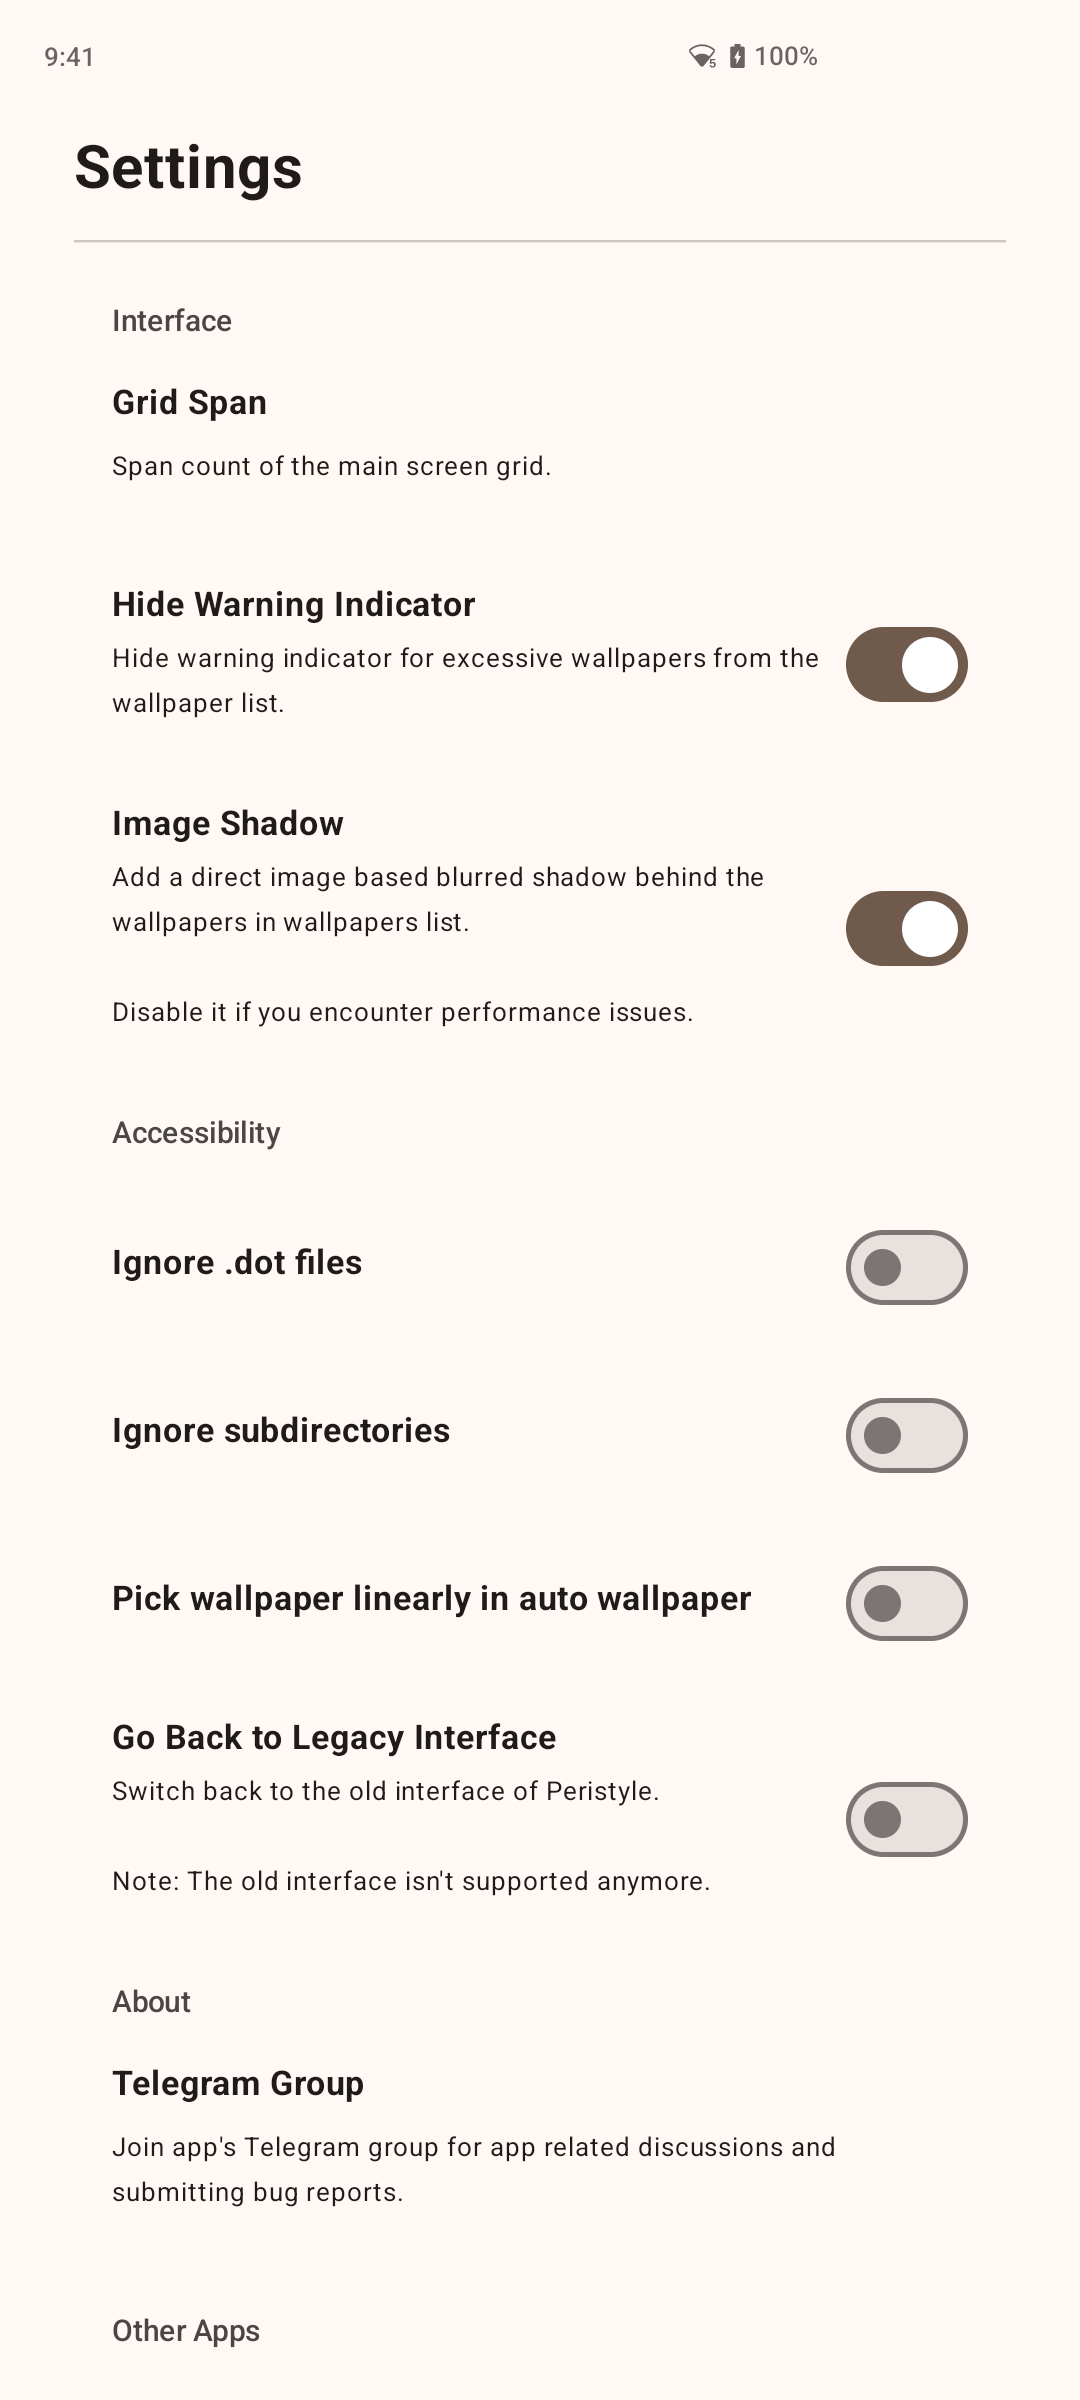 9:41
5 100%
Settings
Interface
Grid Span
Span count of the main screen grid.
Hide Warning Indicator
Hide warning indicator for excessive wallpapers from the
wallpaper list.
Image Shadow
Add a direct image based blurred shadow behind the
wallpapers in wallpapers list.
Disable it if you encounter performance issues.
Accessibility
Ignore .dot files
Ignore subdirectories
Pick wallpaper linearly in auto wallpaper
Go Back to Legacy Interface
Switch back to the old interface of Peristyle.
Note: The old interface isn't supported anymore.
About
Telegram Group
Join app's Telegram group for app related discussions and
submitting bug reports.
Other Apps